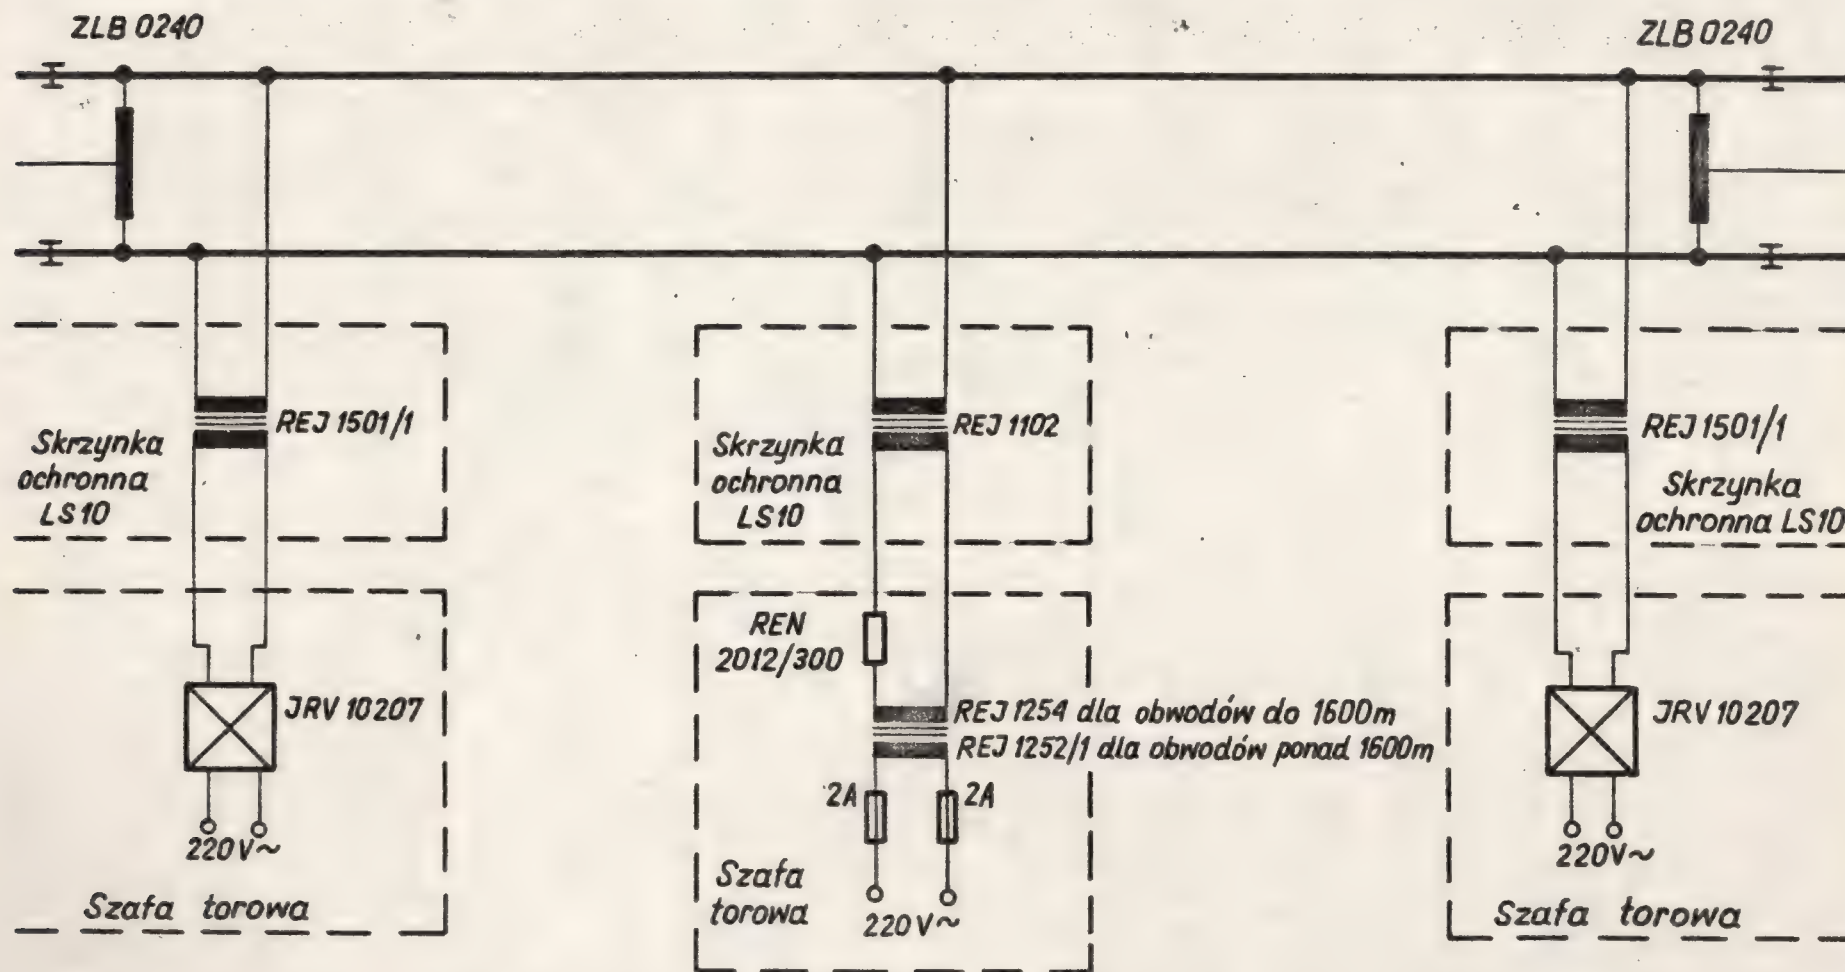 ZLB 0240
ZLB 0240
REJ 1501/1
Skrzynka
ochronna
LS10
REJ 1102
Skrzynka
ochronna
LS10
REJ 1501/1
Skrzynka
ochronna LS10
JRV 10207
220V~
Szafa torowa
REN
2012/300
REJ 1254 dla obwodów do 1600m
REJ 1252/1 dla obwodów ponad 1600m
2A
2A
Szafa
torowa
220V~
JRV 10207
220V~
Szafa torowa